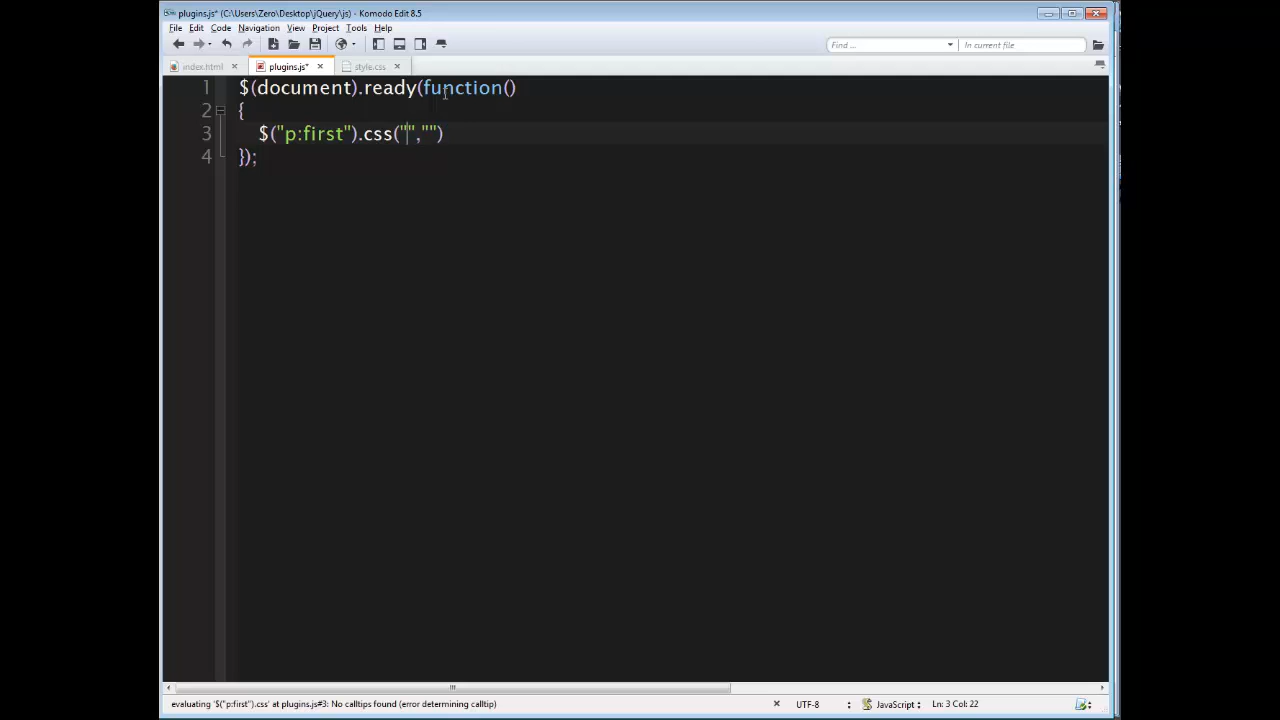 plugins.js* (C:\Users\Zero\Desktop\jQuery\js) - Komodo Edit 8.5
File Edit Code Navigation View Project Tools Help
Find ... In current file
index.html plugins.js* style.css
1 $(document).ready(function()
2 {
3 $("p:first").css("","")
4 });
evaluating '$("p:first").css' at plugins.js#3: No calltips found (error determining calltip) UTF-8 JavaScript Ln: 3 Col: 22